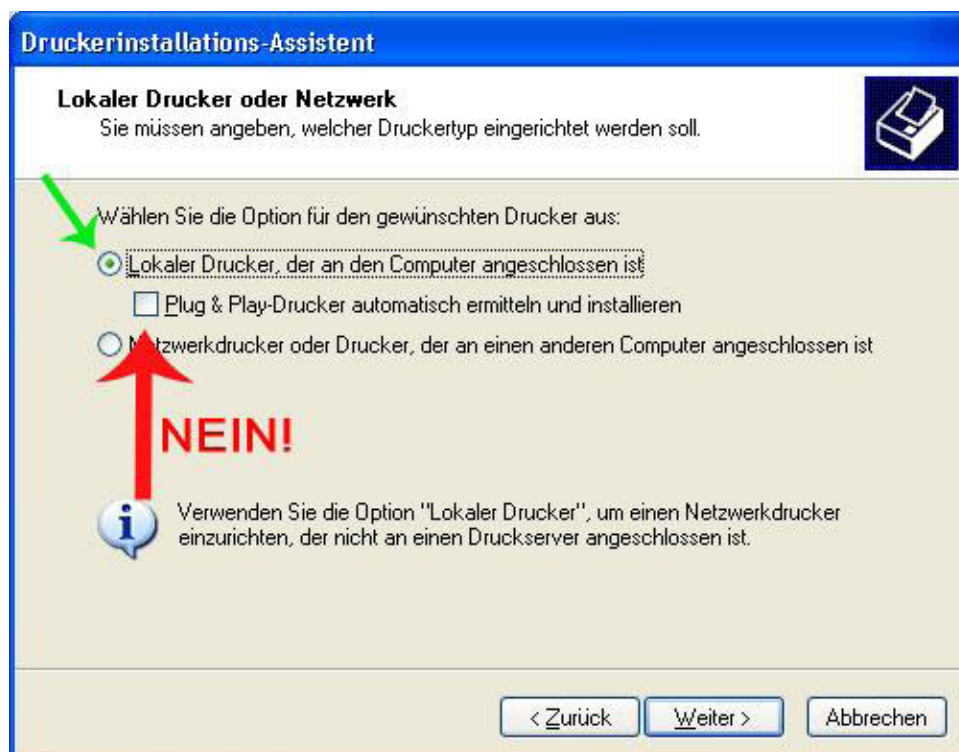 Druckerinstallations-Assistent
Lokaler Drucker oder Netzwerk
Sie müssen angeben, welcher Druckertyp eingerichtet werden soll.
Wählen Sie die Option für den gewünschten Drucker aus:
Lokaler Drucker, der an den Computer angeschlossen ist
Plug & Play-Drucker automatisch ermitteln und installieren
Netzwerkdrucker oder Drucker, der an einen anderen Computer angeschlossen ist
NEIN!
Verwenden Sie die Option "Lokaler Drucker", um einen Netzwerkdrucker
einzurichten, der nicht an einen Druckserver angeschlossen ist.
< Zurück Weiter > Abbrechen